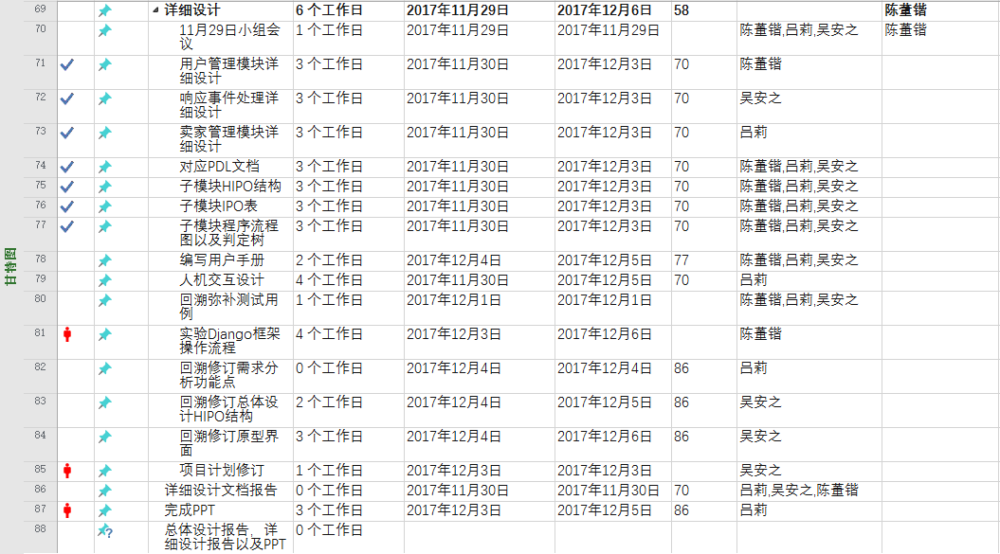 甘特图
69 详细设计 6 个工作日 2017年11月29日 2017年12月6日 58 陈堇锴
70 11月29日小组会 1 个工作日 2017年11月29日 2017年11月29日 陈堇锴,吕莉,吴安之 陈堇锴
议
71 用户管理模块详 3 个工作日 2017年11月30日 2017年12月3日 70 陈堇锴
细设计
72 响应事件处理详 3 个工作日 2017年11月30日 2017年12月3日 70 吴安之
细设计
73 卖家管理模块详 3 个工作日 2017年11月30日 2017年12月3日 70 吕莉
细设计
74 对应PDL文档 3 个工作日 2017年11月30日 2017年12月3日 70 陈堇锴,吕莉,吴安之
75 子模块HIPO结构 3 个工作日 2017年11月30日 2017年12月3日 70 陈堇锴,吕莉,吴安之
76 子模块IPO表 3 个工作日 2017年11月30日 2017年12月3日 70 陈堇锴,吕莉,吴安之
77 子模块程序流程 3 个工作日 2017年11月30日 2017年12月3日 70 陈堇锴,吕莉,吴安之
图以及判定树
78 编写用户手册 2 个工作日 2017年12月4日 2017年12月5日 77 陈堇锴,吕莉,吴安之
79 人机交互设计 4 个工作日 2017年11月30日 2017年12月5日 70 吕莉
80 回溯弥补测试用 1 个工作日 2017年12月1日 2017年12月1日 陈堇锴,吕莉,吴安之
例
81 实验Django框架 4 个工作日 2017年12月3日 2017年12月6日 陈堇锴
操作流程
82 回溯修订需求分 0 个工作日 2017年12月4日 2017年12月4日 86 吕莉
析功能点
83 回溯修订总体设 2 个工作日 2017年12月4日 2017年12月5日 86 吴安之
计HIPO结构
84 回溯修订原型界 3 个工作日 2017年12月4日 2017年12月6日 86 吴安之
面
85 项目计划修订 1 个工作日 2017年12月3日 2017年12月3日 吴安之
86 详细设计文档报告 0 个工作日 2017年11月30日 2017年11月30日 70 吕莉,吴安之,陈堇锴
87 完成PPT 3 个工作日 2017年12月3日 2017年12月5日 86 吕莉
88 总体设计报告，详 0 个工作日
细设计报告以及PPT